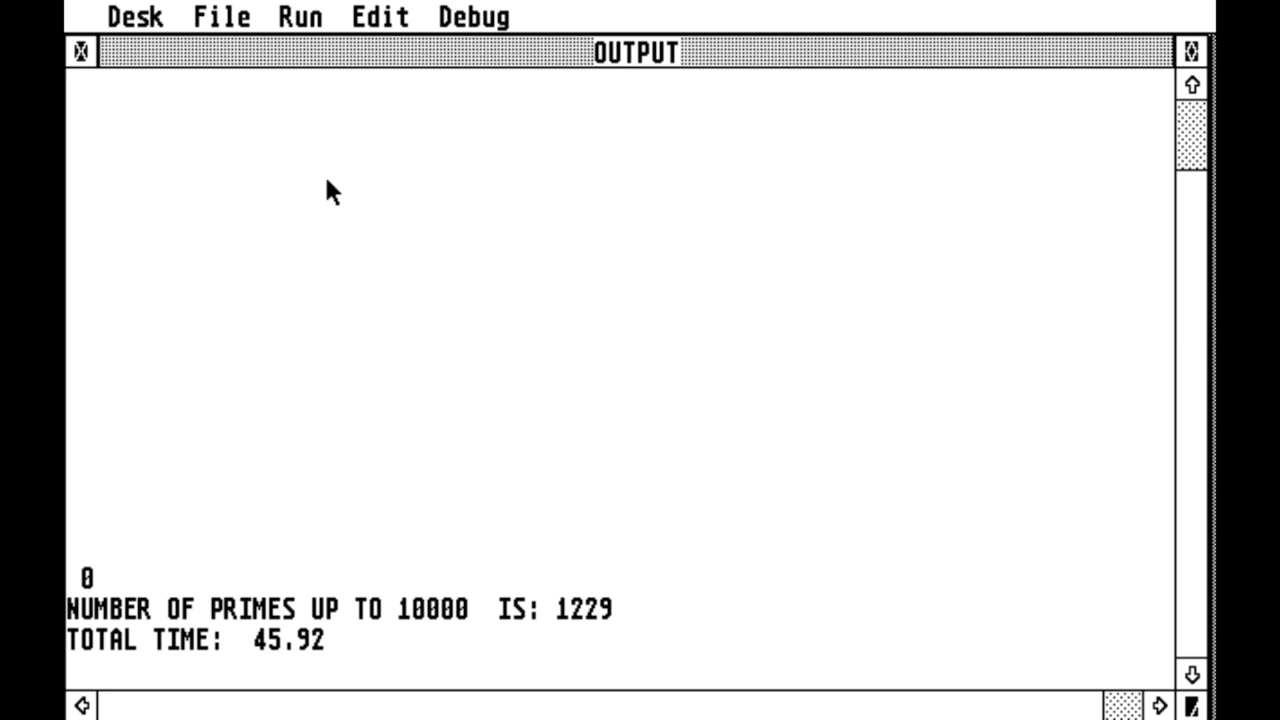 Desk File Run Edit Debug
OUTPUT
0
NUMBER OF PRIMES UP TO 10000 IS: 1229
TOTAL TIME: 45.92